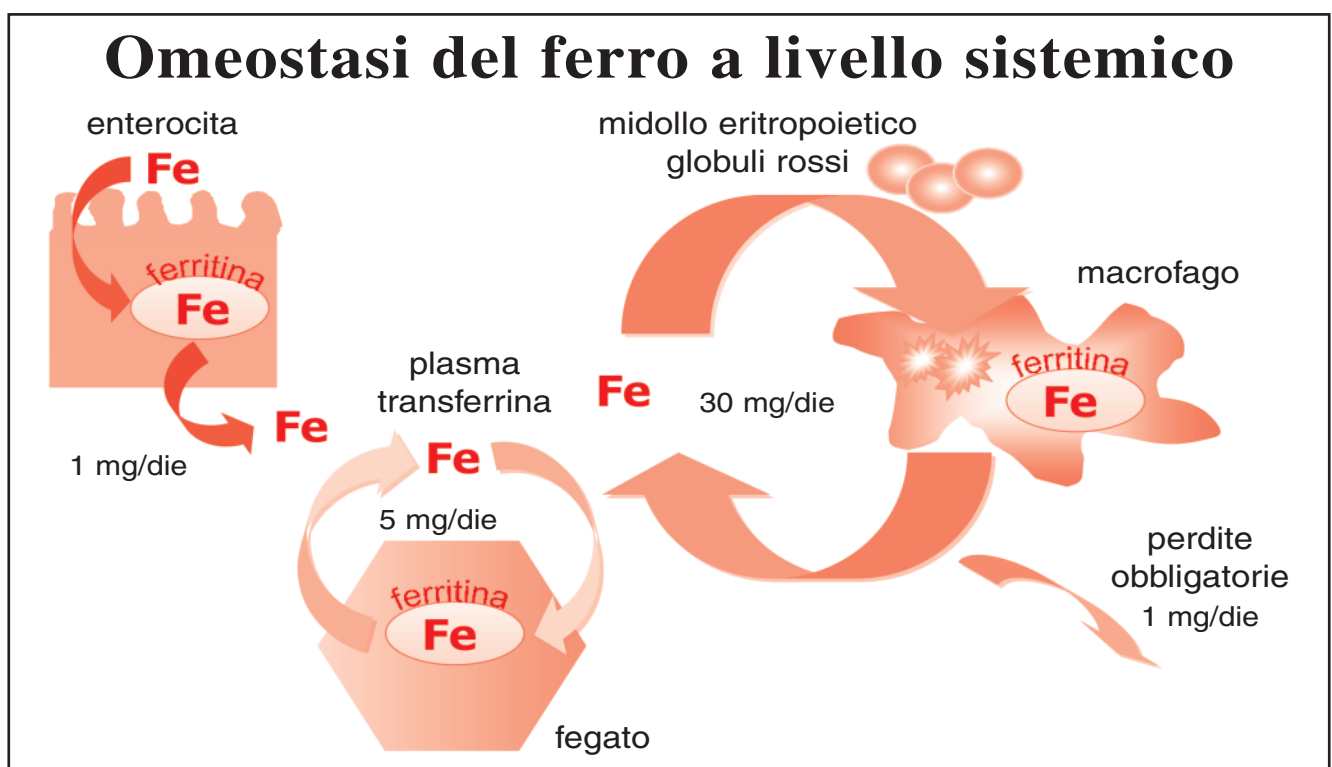 Omeostasi del ferro a livello sistemico
enterocita
Fe
ferritina
Fe
Fe
1 mg/die
plasma
transferrina
Fe
5 mg/die
ferritina
Fe
fegato
midollo eritropoietico
globuli rossi
Fe
30 mg/die
macrofago
ferritina
Fe
perdite
obbligatorie
1 mg/die